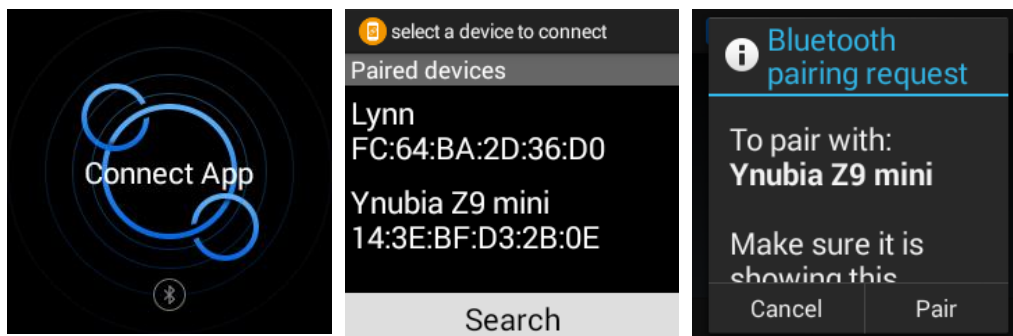 Connect App
select a device to connect
Paired devices
Lynn
FC:64:BA:2D:36:D0
Ynubia Z9 mini
14:3E:BF:D3:2B:0E
Search
Bluetooth
pairing request
To pair with:
Ynubia Z9 mini
Make sure it is
showing this
Cancel
Pair